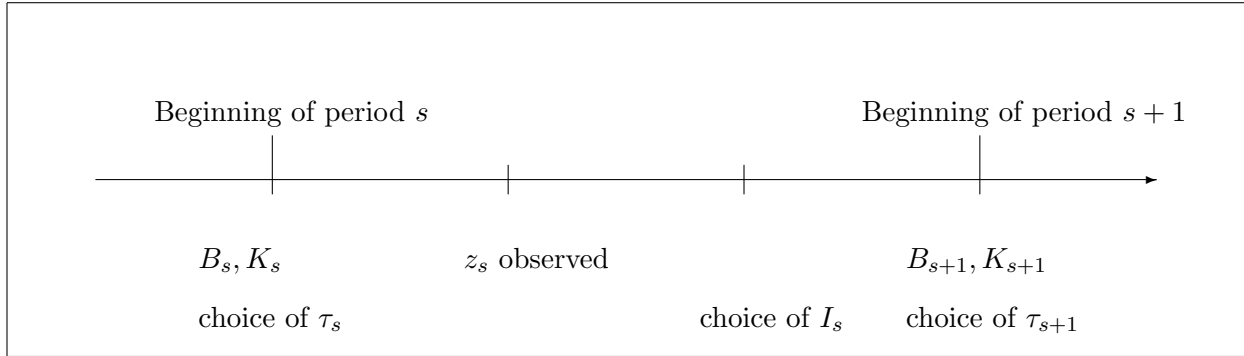 Beginning of period s
Beginning of period s + 1
B_s, K_s
z_s observed
B_{s+1}, K_{s+1}
choice of τ_s
choice of I_s
choice of τ_{s+1}